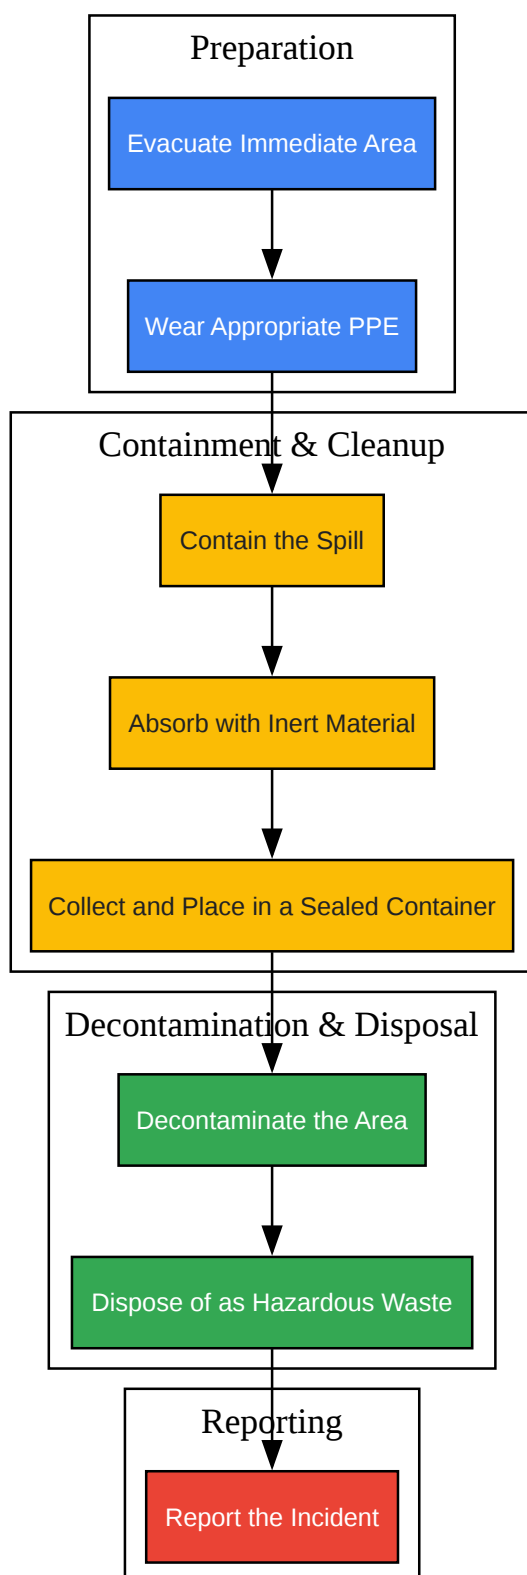 Preparation
Evacuate Immediate Area
Wear Appropriate PPE
Containment & Cleanup
Contain the Spill
Absorb with Inert Material
Collect and Place in a Sealed Container
Decontamination & Disposal
Decontaminate the Area
Dispose of as Hazardous Waste
Reporting
Report the Incident